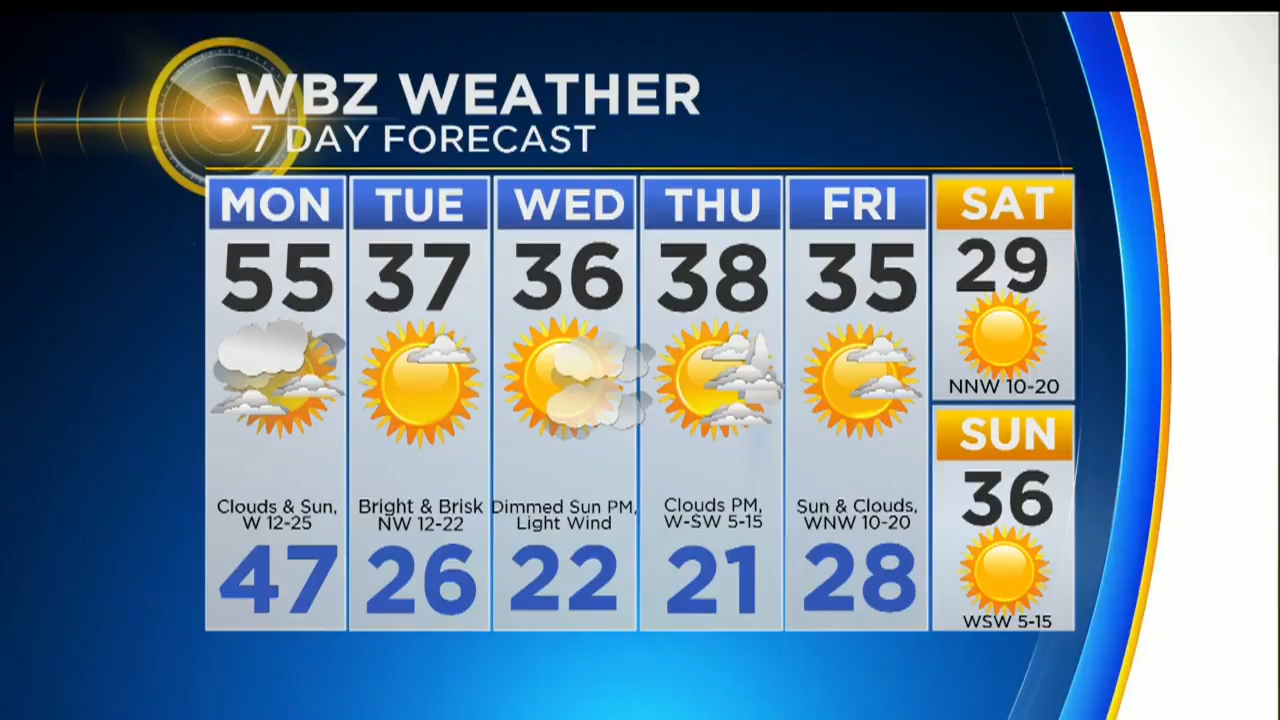 WBZ WEATHER
7 DAY FORECAST
MON
55
Clouds & Sun,
W 12-25
47
TUE
37
Bright & Brisk
NW 12-22
26
WED
36
Dimmed Sun PM,
Light Wind
22
THU
38
Clouds PM,
W-SW 5-15
21
FRI
35
Sun & Clouds,
WNW 10-20
28
SAT
29
NNW 10-20
SUN
36
WSW 5-15